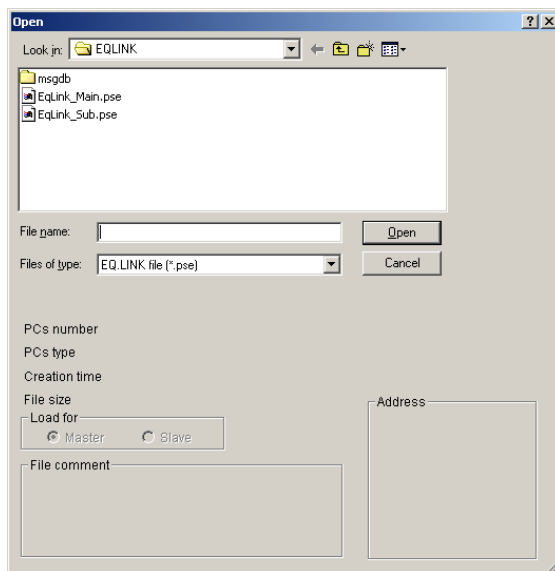 Open
Look in: EQLINK
msgdb
EqLink_Main.pse
EqLink_Sub.pse
File name:
Open
Files of type: EQ.LINK file (*.pse)
Cancel
PCs number
PCs type
Creation time
File size
Load for
Master Slave
Address
File comment